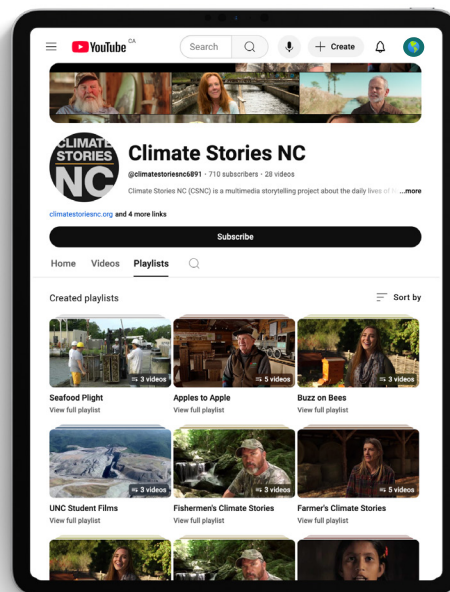 YouTube CA
Search
Create
CLIMATE STORIES NC
Climate Stories NC
@climatestoriesnc6891 · 710 subscribers · 28 videos
Climate Stories NC (CSNC) is a multimedia storytelling project about the daily lives of ...more
climatestoriesnc.org and 4 more links
Subscribe
Home Videos Playlists
Created playlists
Sort by
3 videos 5 videos 3 videos
Seafood Plight Apples to Apple Buzz on Bees
View full playlist View full playlist View full playlist
3 videos 3 videos 5 videos
UNC Student Films Fishermen's Climate Stories Farmer's Climate Stories
View full playlist View full playlist View full playlist